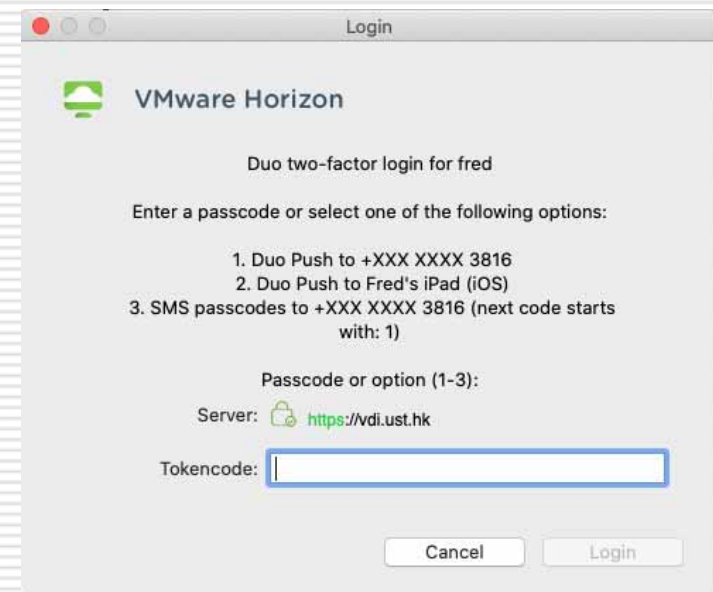 Login
VMware Horizon
Duo two-factor login for fred
Enter a passcode or select one of the following options:
1. Duo Push to +XXX XXXX 3816
2. Duo Push to Fred's iPad (iOS)
3. SMS passcodes to +XXX XXXX 3816 (next code starts
with: 1)
Passcode or option (1-3):
Server: https://vdi.ust.hk
Tokencode:
Cancel Login